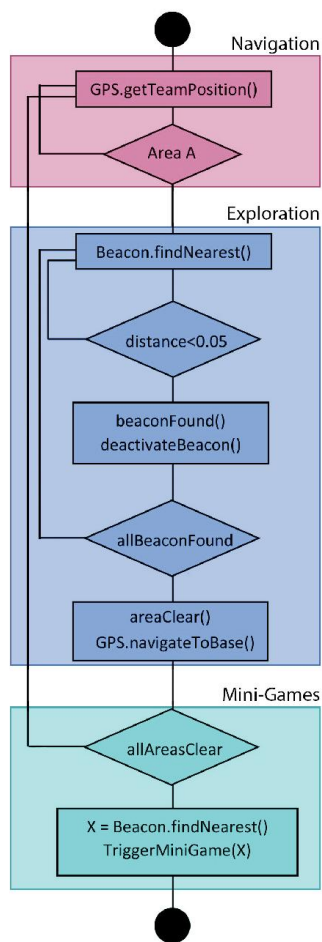 Navigation
GPS.getTeamPosition()
Area A
Exploration
Beacon.findNearest()
distance<0.05
beaconFound()
deactivateBeacon()
allBeaconFound
areaClear()
GPS.navigateToBase()
Mini-Games
allAreasClear
X = Beacon.findNearest()
TriggerMiniGame(X)